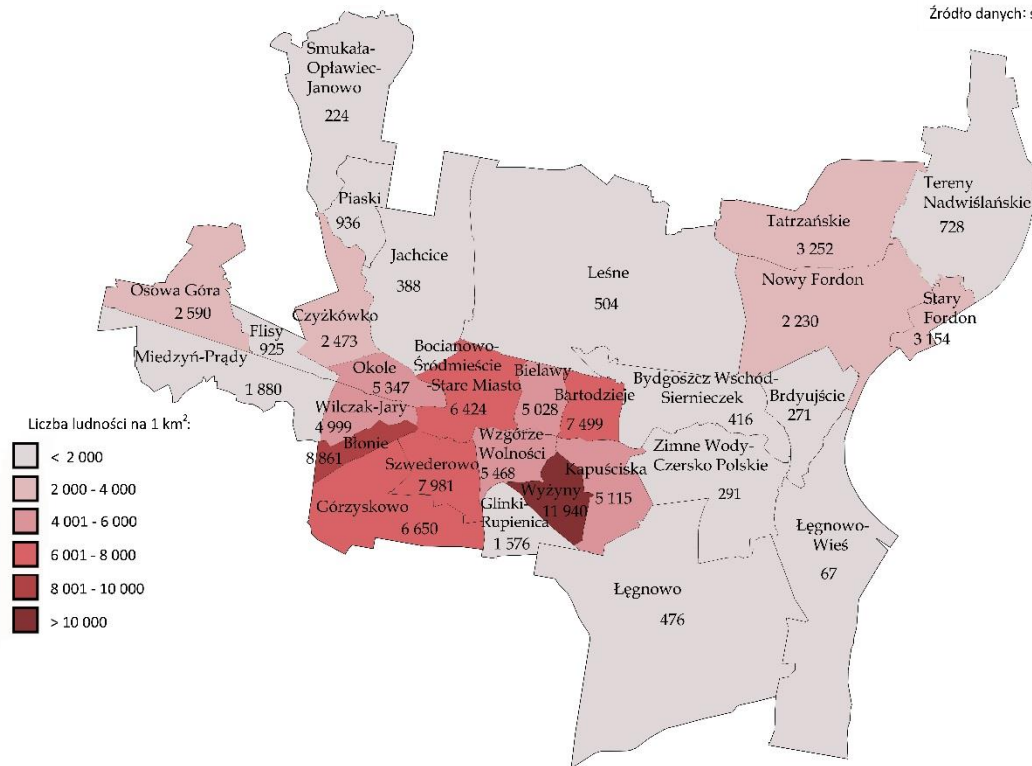 Źródło danych: s
Smukała-
Opławiec-
Janowo
224
Piaski
936
Jachcice
388
Leśne
504
Tatrzańskie
3 252
Tereny
Nadwiślańskie
728
Nowy Fordon
2 230
Stary
Fordon
3 154
Osowa Góra
2 590
Flisy
925
Czyżkówko
2 473
Miedzyń-Prądy
1 880
Okole
5 347
Bocianowo-
Śródmieście
-Stare Miasto
6 424
Bielawy
5 028
Bartodzieje
7 499
Bydgoszcz Wschód-
Siernieczek
416
Brdyujście
271
Wilczak-Jary
4 999
Błonie
8 861
Szwederowo
7 981
Górzyskowo
6 650
Wzgórze-
Wolności
5 468
Glinki-
Rupienica
1 576
Wyżyny
11 940
Kapuściska
5 115
Zimne Wody-
Czersko Polskie
291
Łęgnowo-
Wieś
67
Łęgnowo
476
Liczba ludności na 1 km²:
< 2 000
2 000 - 4 000
4 001 - 6 000
6 001 - 8 000
8 001 - 10 000
> 10 000